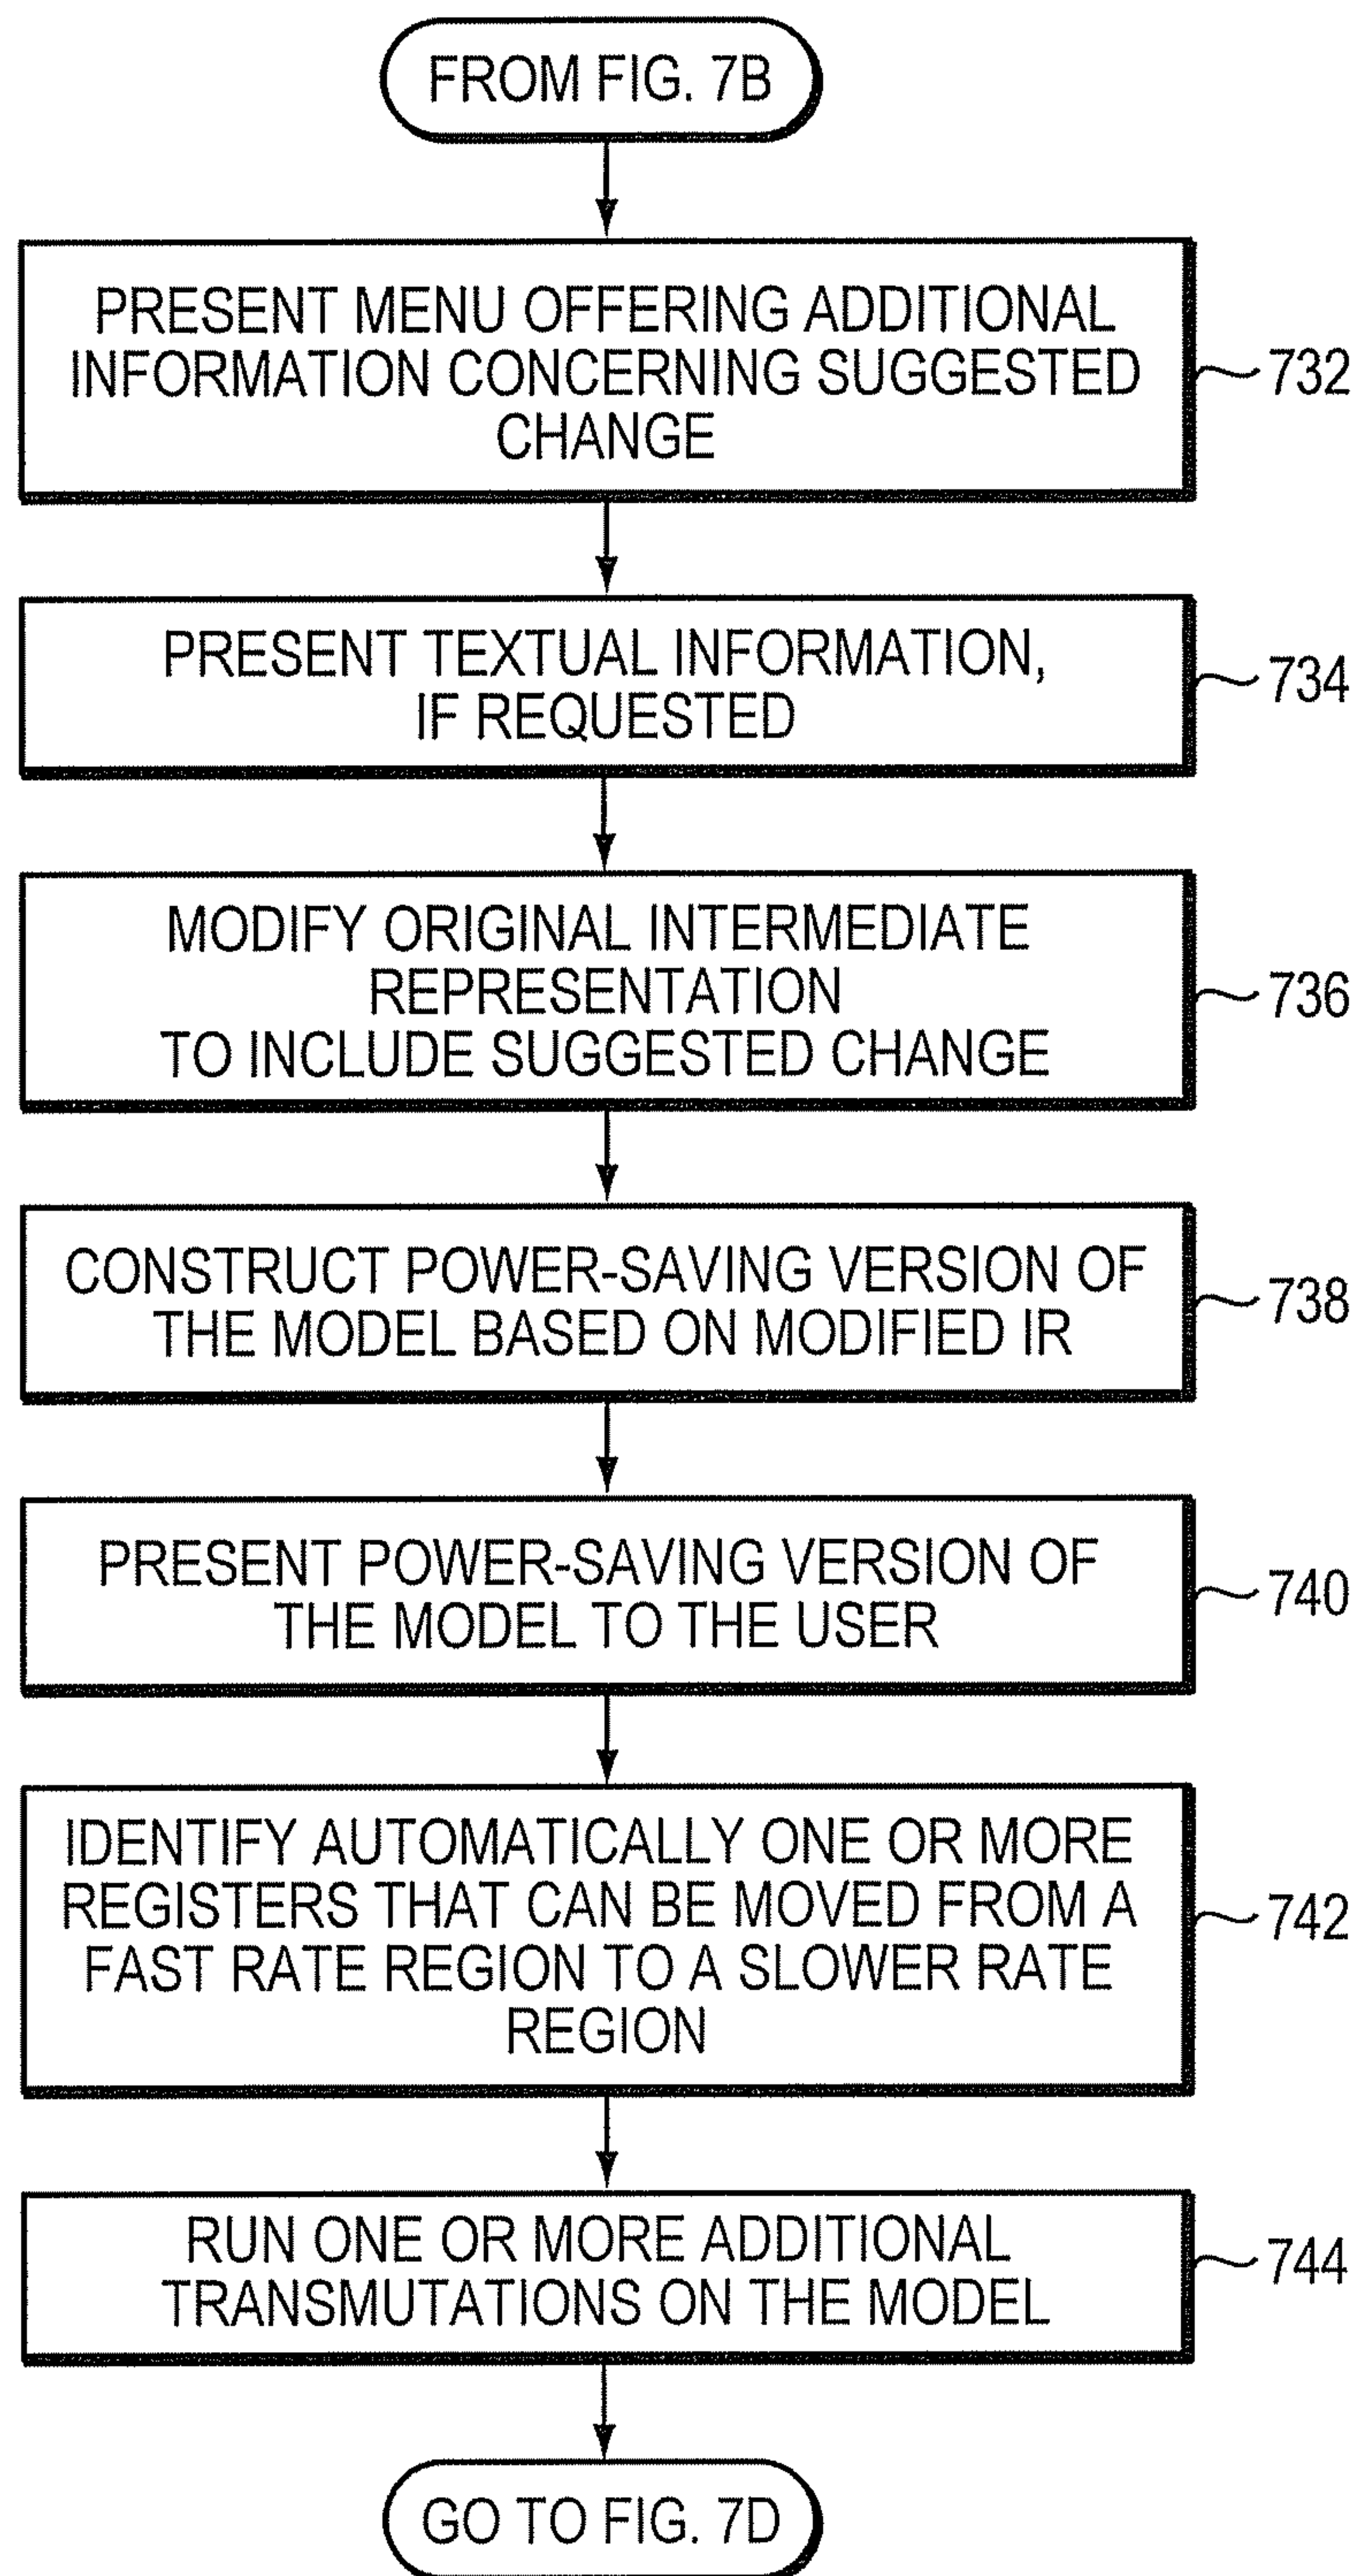 FROM FIG. 7B
PRESENT MENU OFFERING ADDITIONAL
INFORMATION CONCERNING SUGGESTED
CHANGE
732
PRESENT TEXTUAL INFORMATION,
IF REQUESTED
734
MODIFY ORIGINAL INTERMEDIATE
REPRESENTATION
TO INCLUDE SUGGESTED CHANGE
736
CONSTRUCT POWER-SAVING VERSION OF
THE MODEL BASED ON MODIFIED IR
738
PRESENT POWER-SAVING VERSION OF
THE MODEL TO THE USER
740
IDENTIFY AUTOMATICALLY ONE OR MORE
REGISTERS THAT CAN BE MOVED FROM A
FAST RATE REGION TO A SLOWER RATE
REGION
742
RUN ONE OR MORE ADDITIONAL
TRANSMUTATIONS ON THE MODEL
744
GO TO FIG. 7D